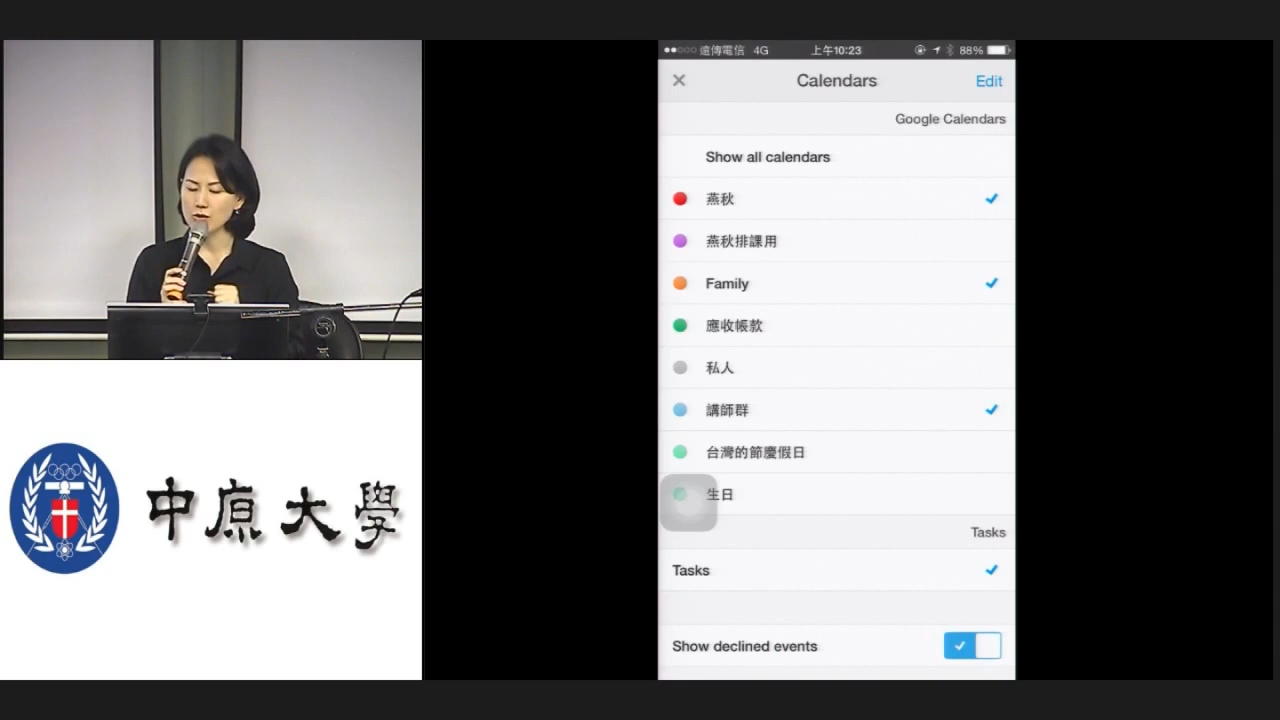 中原大學
遠傳電信 4G 上午10:23 88%
Calendars Edit
Google Calendars
Show all calendars
燕秋
燕秋排課用
Family
應收帳款
私人
講師群
台灣的節慶假日
生日
Tasks
Tasks
Show declined events